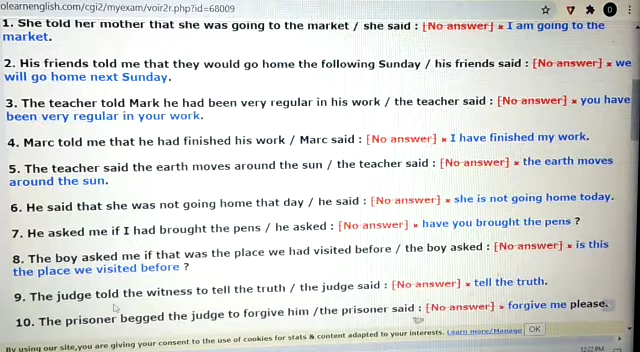 olearnenglish.com/cgi2/myexam/voir2r.php?id=68009
1. She told her mother that she was going to the market / she said : [No answer] × I am going to the
market.
2. His friends told me that they would go home the following Sunday / his friends said : [No answer] × we
will go home next Sunday.
3. The teacher told Mark he had been very regular in his work / the teacher said : [No answer] × you have
been very regular in your work.
4. Marc told me that he had finished his work / Marc said : [No answer] × I have finished my work.
5. The teacher said the earth moves around the sun / the teacher said : [No answer] × the earth moves
around the sun.
6. He said that she was not going home that day / he said : [No answer] × she is not going home today.
7. He asked me if I had brought the pens / he asked : [No answer] × have you brought the pens ?
8. The boy asked me if that was the place we had visited before / the boy asked : [No answer] × is this
the place we visited before ?
9. The judge told the witness to tell the truth / the judge said : [No answer] × tell the truth.
10. The prisoner begged the judge to forgive him /the prisoner said : [No answer] × forgive me please.
By using our site,you are giving your consent to the use of cookies for stats & content adapted to your interests. Learn more/Manage OK
12:22 PM